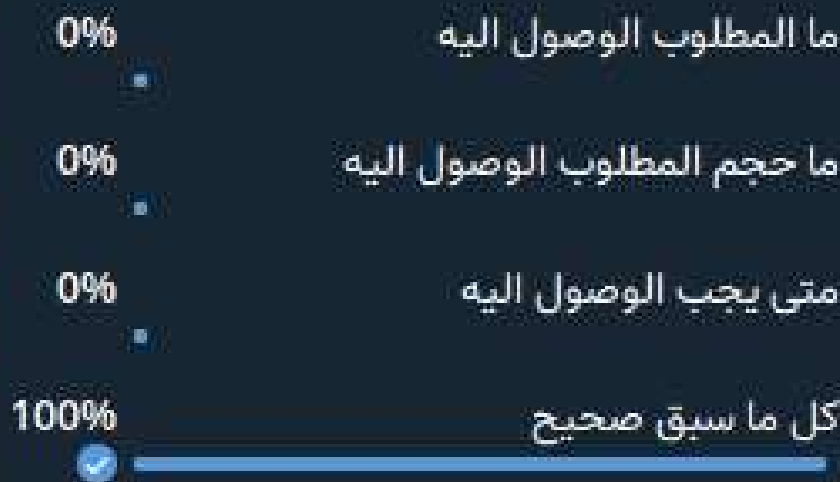 ما المطلوب الوصول اليه 0%
ما حجم المطلوب الوصول اليه 0%
متى يجب الوصول اليه 0%
كل ما سبق صحيح 100%